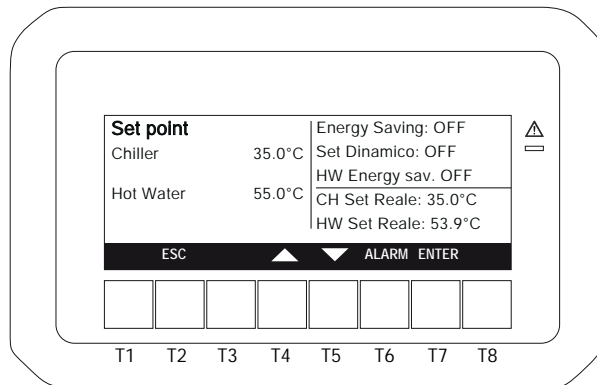 Set point
Chiller 35.0°C
Hot Water 55.0°C
Energy Saving: OFF
Set Dinamico: OFF
HW Energy sav. OFF
CH Set Reale: 35.0°C
HW Set Reale: 53.9°C
ESC ALARM ENTER
T1 T2 T3 T4 T5 T6 T7 T8